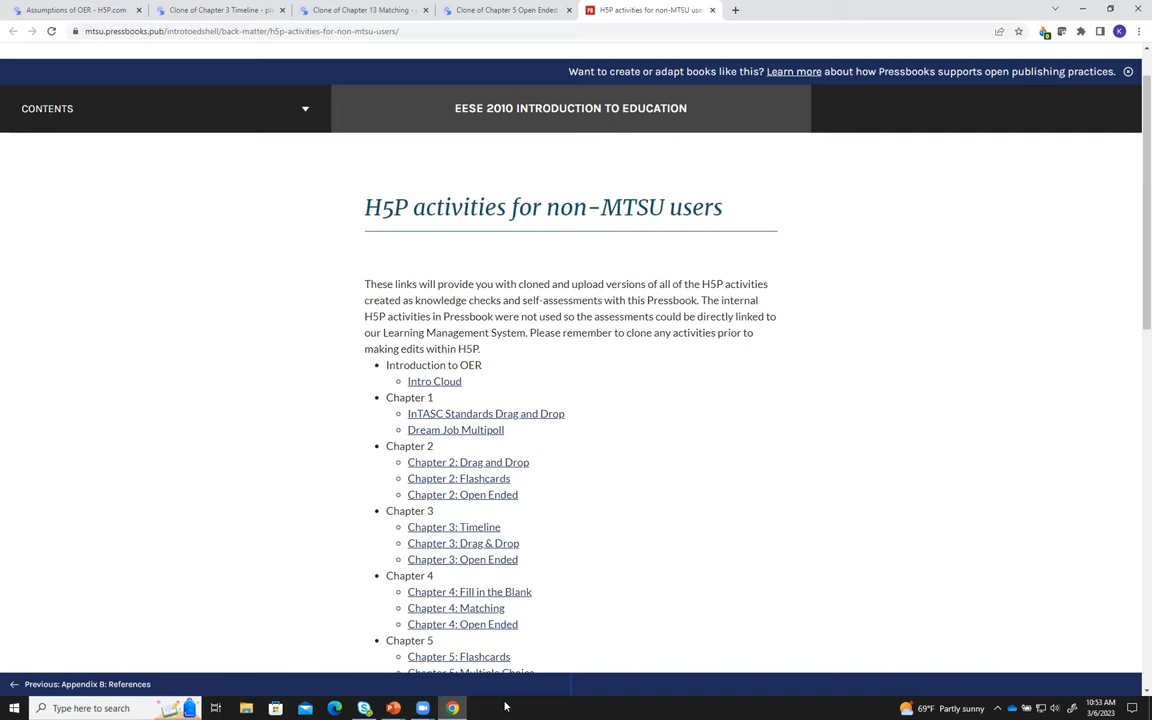 Assumptions of OER - H5P.com
Clone of Chapter 3 Timeline - pl
Clone of Chapter 13 Matching -
Clone of Chapter 5 Open Ended
H5P activities for non-MTSU use
mtsu.pressbooks.pub/introtoedshell/back-matter/h5p-activities-for-non-mtsu-users/
K
Want to create or adapt books like this? Learn more about how Pressbooks supports open publishing practices.
CONTENTS
EESE 2010 INTRODUCTION TO EDUCATION
H5P activities for non-MTSU users
These links will provide you with cloned and upload versions of all of the H5P activities
created as knowledge checks and self-assessments with this Pressbook. The internal
H5P activities in Pressbook were not used so the assessments could be directly linked to
our Learning Management System. Please remember to clone any activities prior to
making edits within H5P.
Introduction to OER
Intro Cloud
Chapter 1
InTASC Standards Drag and Drop
Dream Job Multipoll
Chapter 2
Chapter 2: Drag and Drop
Chapter 2: Flashcards
Chapter 2: Open Ended
Chapter 3
Chapter 3: Timeline
Chapter 3: Drag & Drop
Chapter 3: Open Ended
Chapter 4
Chapter 4: Fill in the Blank
Chapter 4: Matching
Chapter 4: Open Ended
Chapter 5
Chapter 5: Flashcards
Chapter 5: Multiple Choice
← Previous: Appendix B: References
Type here to search
69°F Partly sunny
10:53 AM
3/6/2023